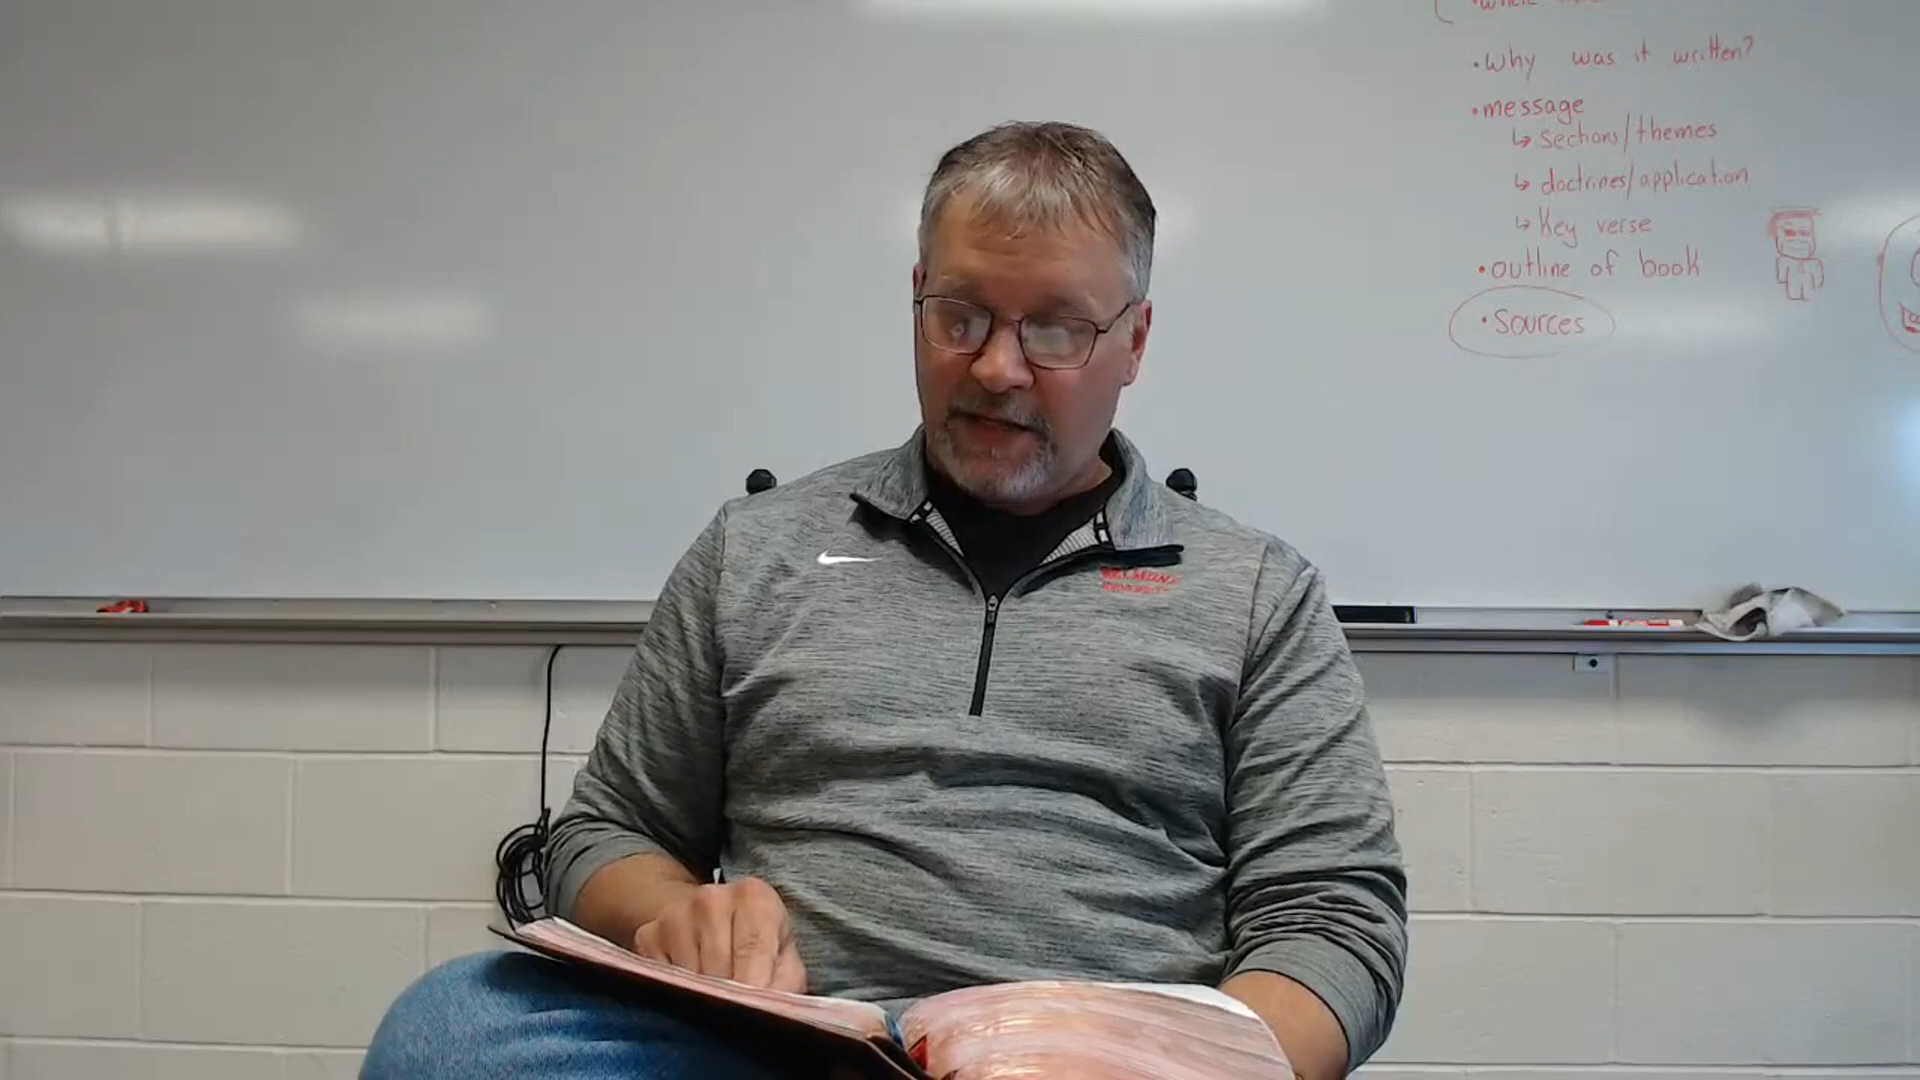 • Why was it written?
• message
↳ sections/themes
↳ doctrines/application
↳ Key verse
• outline of book
• Sources